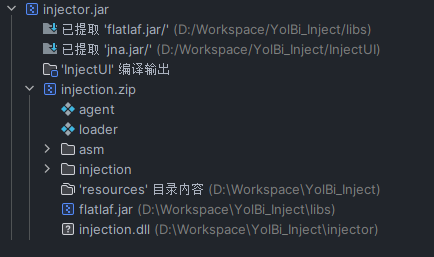 injector.jar
已提取 'flatlaf.jar/' (D:/Workspace/YolBi_Inject/libs)
已提取 'jna.jar/' (D:/Workspace/YolBi_Inject/InjectUI)
'InjectUI' 编译输出
injection.zip
agent
loader
asm
injection
'resources' 目录内容 (D:\Workspace\YolBi_Inject)
flatlaf.jar (D:\Workspace\YolBi_Inject\libs)
injection.dll (D:\Workspace\YolBi_Inject\injector)